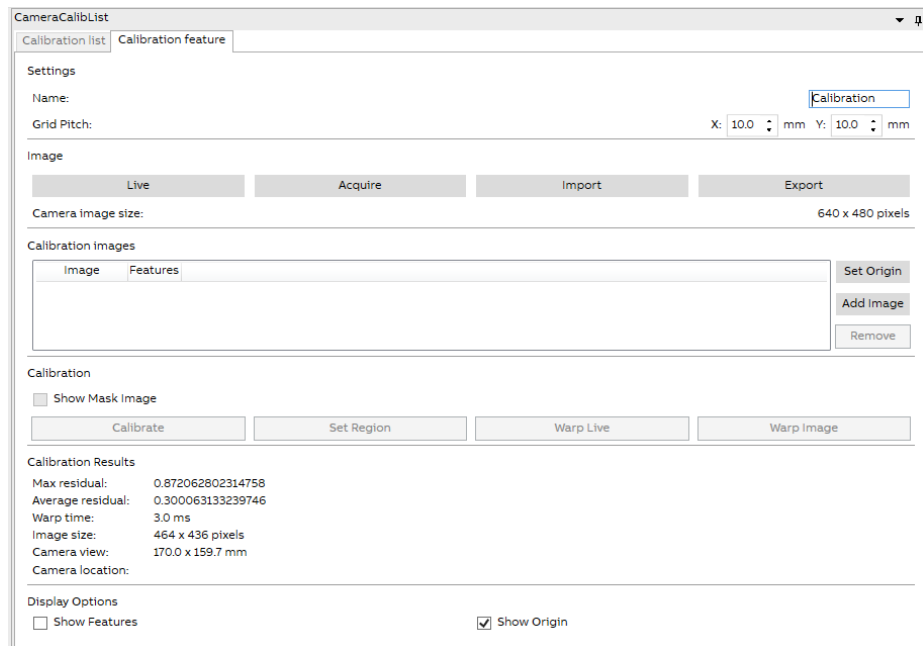 CameraCalibList
Calibration list Calibration feature
Settings
Name: Calibration
Grid Pitch: X: 10.0 mm Y: 10.0 mm
Image
Live Acquire Import Export
Camera image size: 640 x 480 pixels
Calibration images
Image Features
Set Origin
Add Image
Remove
Calibration
Show Mask Image
Calibrate Set Region Warp Live Warp Image
Calibration Results
Max residual: 0.872062802314758
Average residual: 0.300063133239746
Warp time: 3.0 ms
Image size: 464 x 436 pixels
Camera view: 170.0 x 159.7 mm
Camera location:
Display Options
Show Features Show Origin